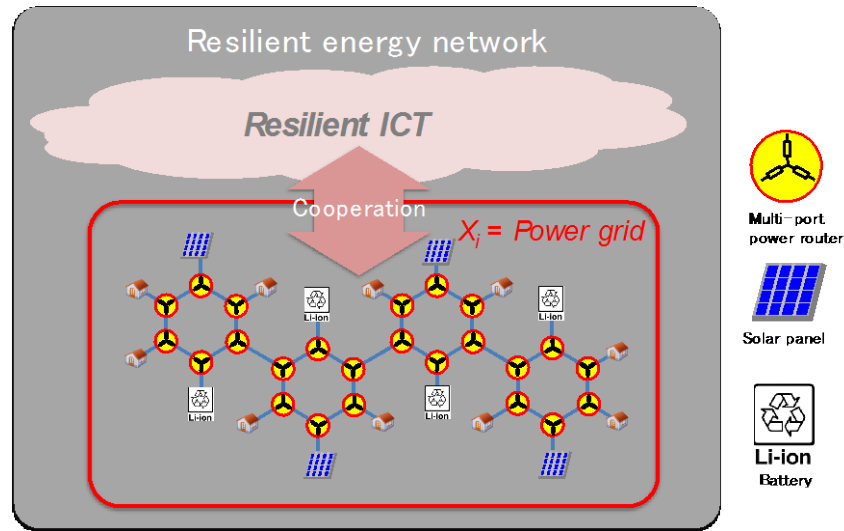 Resilient energy network
Resilient ICT
Cooperation
Xi = Power grid
Li-ion
Li-ion
Li-ion
Li-ion
Multi-port
power router
Solar panel
Li-ion
Battery